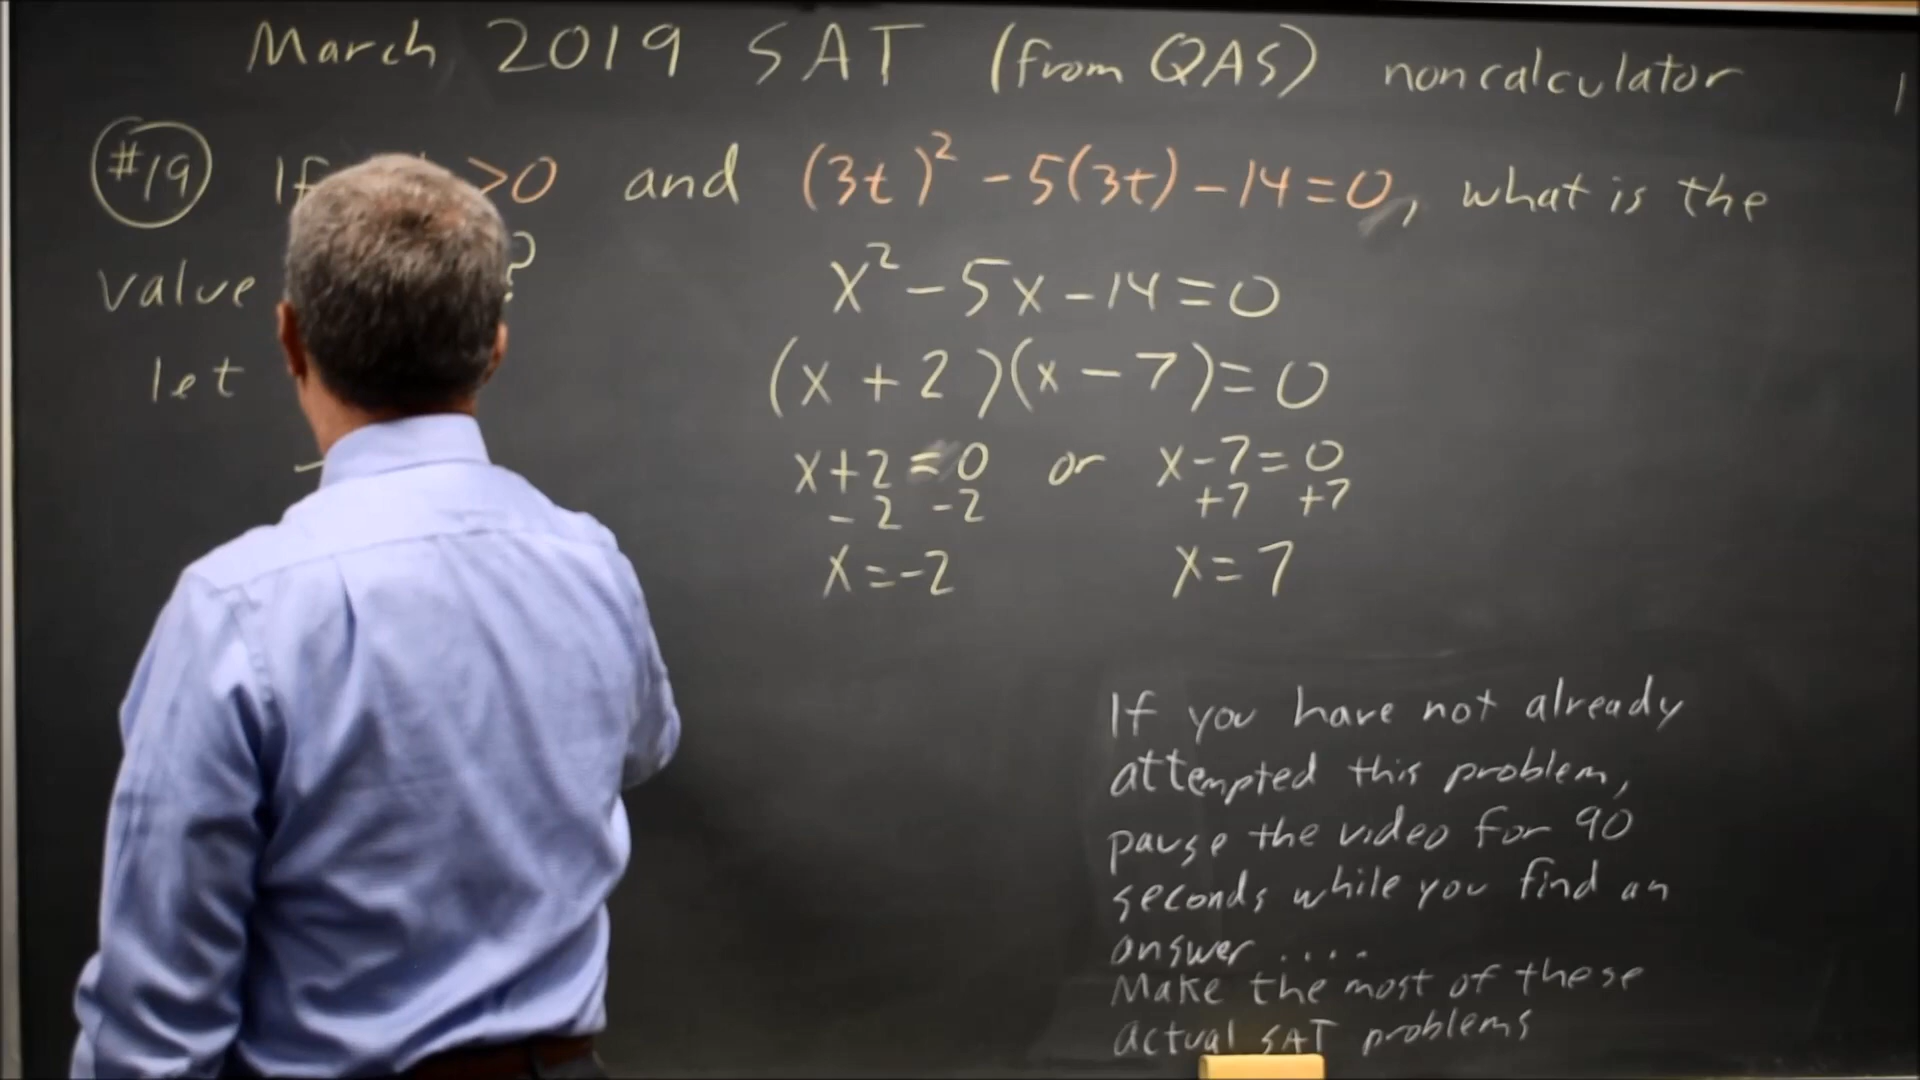 March 2019 SAT (from QAS) noncalculator
#19 If >0 and (3t)² - 5(3t) - 14 = 0, what is the
value ?
x² - 5x - 14 = 0
let
(x + 2)(x - 7) = 0
x+2 = 0 or x-7 = 0
-2 -2 +7 +7
x = -2 x = 7
If you have not already
attempted this problem,
pause the video for 90
seconds while you find an
answer ....
Make the most of these
actual SAT problems